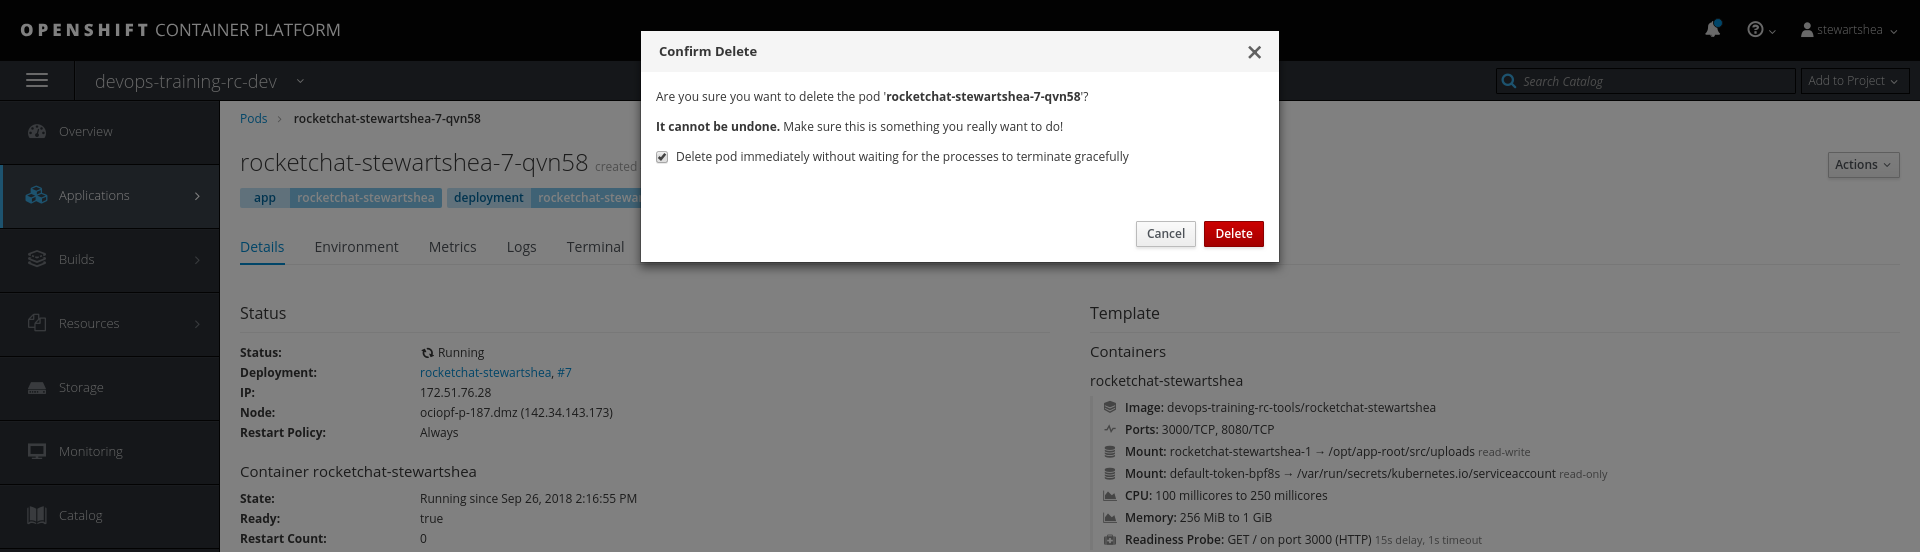 OPENSHIFT CONTAINER PLATFORM
stewartshea
devops-training-rc-dev
Search Catalog
Add to Project
Confirm Delete
Are you sure you want to delete the pod 'rocketchat-stewartshea-7-qvn58'?
It cannot be undone. Make sure this is something you really want to do!
Delete pod immediately without waiting for the processes to terminate gracefully
Cancel
Delete
Overview
Applications
Builds
Resources
Storage
Monitoring
Catalog
Pods
rocketchat-stewartshea-7-qvn58
rocketchat-stewartshea-7-qvn58 created
Actions
app rocketchat-stewartshea deployment rocketchat-stewa
Details Environment Metrics Logs Terminal
Status
Status: Running
Deployment: rocketchat-stewartshea, #7
IP: 172.51.76.28
Node: ociopf-p-187.dmz (142.34.143.173)
Restart Policy: Always
Container rocketchat-stewartshea
State: Running since Sep 26, 2018 2:16:55 PM
Ready: true
Restart Count: 0
Template
Containers
rocketchat-stewartshea
Image: devops-training-rc-tools/rocketchat-stewartshea
Ports: 3000/TCP, 8080/TCP
Mount: rocketchat-stewartshea-1 → /opt/app-root/src/uploads read-write
Mount: default-token-bpf8s → /var/run/secrets/kubernetes.io/serviceaccount read-only
CPU: 100 millicores to 250 millicores
Memory: 256 MiB to 1 GiB
Readiness Probe: GET / on port 3000 (HTTP) 15s delay, 1s timeout